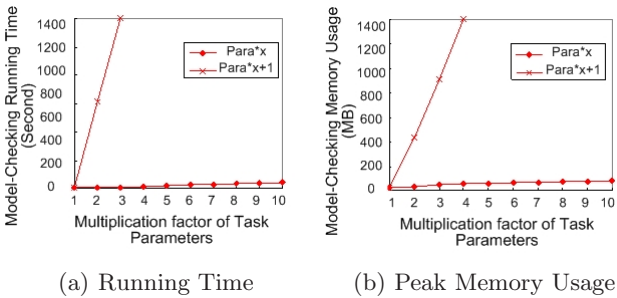 Model-Checking Running Time
(Second)
1400
1200
1000
800
600
400
200
0
Para*x
Para*x+1
1 2 3 4 5 6 7 8 9 10
Multiplication factor of Task
Parameters
(a) Running Time
Model-Checking Memory Usage
(MB)
1400
1200
1000
800
600
400
200
0
Para*x
Para*x+1
1 2 3 4 5 6 7 8 9 10
Multiplication factor of Task
Parameters
(b) Peak Memory Usage